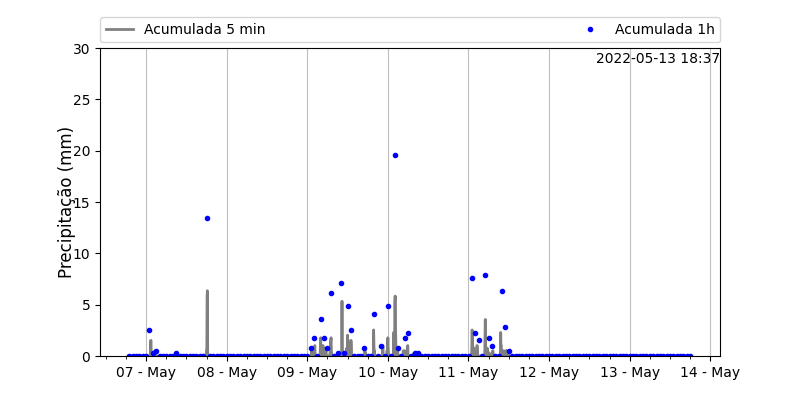 Acumulada 5 min
Acumulada 1h
2022-05-13 18:37
Precipitação (mm)
30
25
20
15
10
5
0
07 - May 08 - May 09 - May 10 - May 11 - May 12 - May 13 - May 14 - May